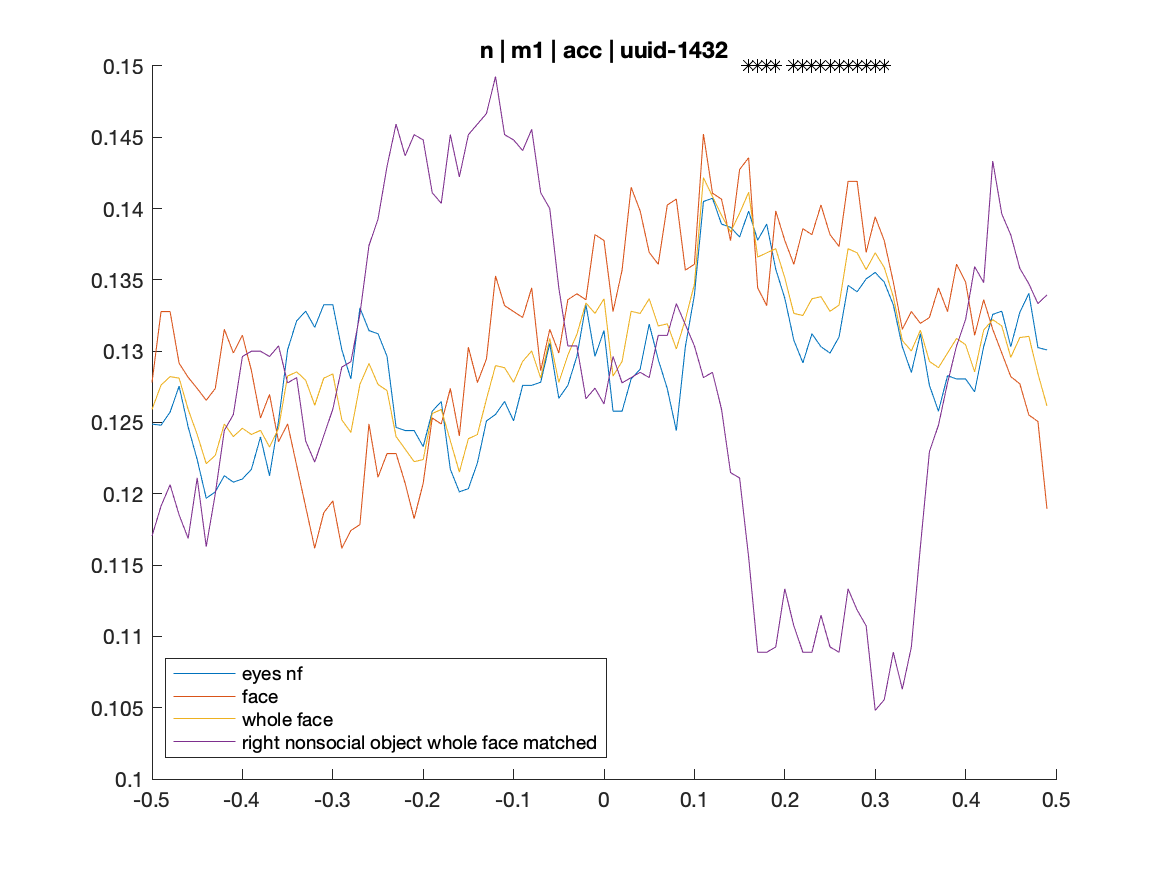 n | m1 | acc | uuid-1432
0.15
0.145
0.14
0.135
0.13
0.125
0.12
0.115
0.11
0.105
0.1
eyes nf
face
whole face
right nonsocial object whole face matched
-0.5 -0.4 -0.3 -0.2 -0.1 0 0.1 0.2 0.3 0.4 0.5